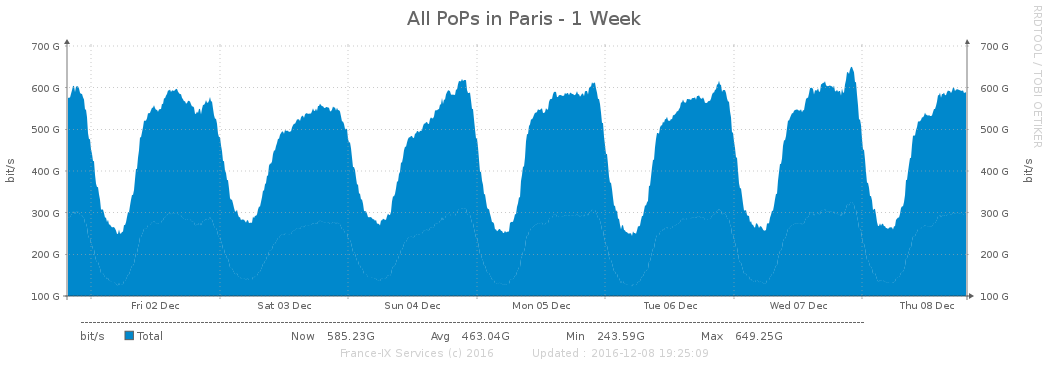 All PoPs in Paris - 1 Week
RRDTOOL / TOBI OETIKER
bit/s
bit/s
700 G
600 G
500 G
400 G
300 G
200 G
100 G
700 G
600 G
500 G
400 G
300 G
200 G
100 G
Fri 02 Dec Sat 03 Dec Sun 04 Dec Mon 05 Dec Tue 06 Dec Wed 07 Dec Thu 08 Dec
bit/s Total Now 585.23G Avg 463.04G Min 243.59G Max 649.25G
France-IX Services (c) 2016 Updated : 2016-12-08 19:25:09